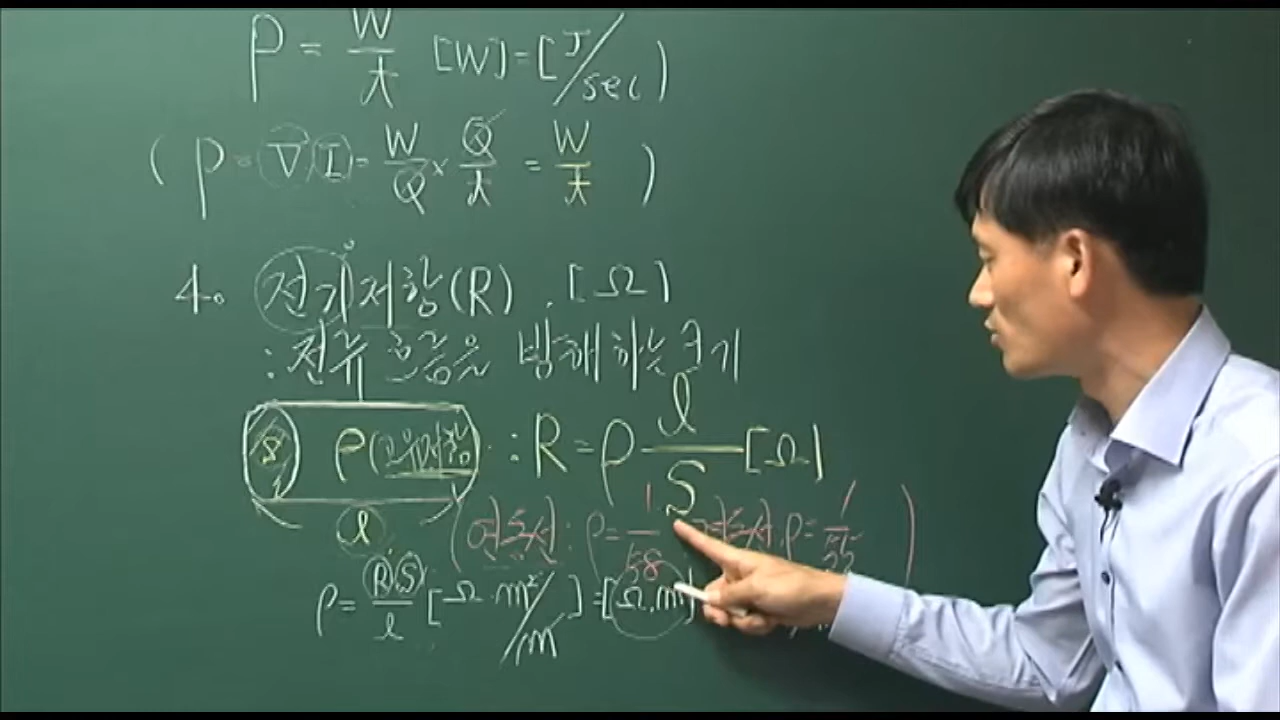 P = W/t [W] = [J/sec]
( P = V I = W/Q × Q/t = W/t )
4. 전기저항(R) . [Ω]
: 전류 흐름을 방해하는 크기
S ρ(고유저항) : R = ρ l/S [Ω]
l ( 연동선 : ρ = 1/58 경동선. ρ = 1/55 )
ρ = R·S/l [Ω·m²/m] = [Ω.m]